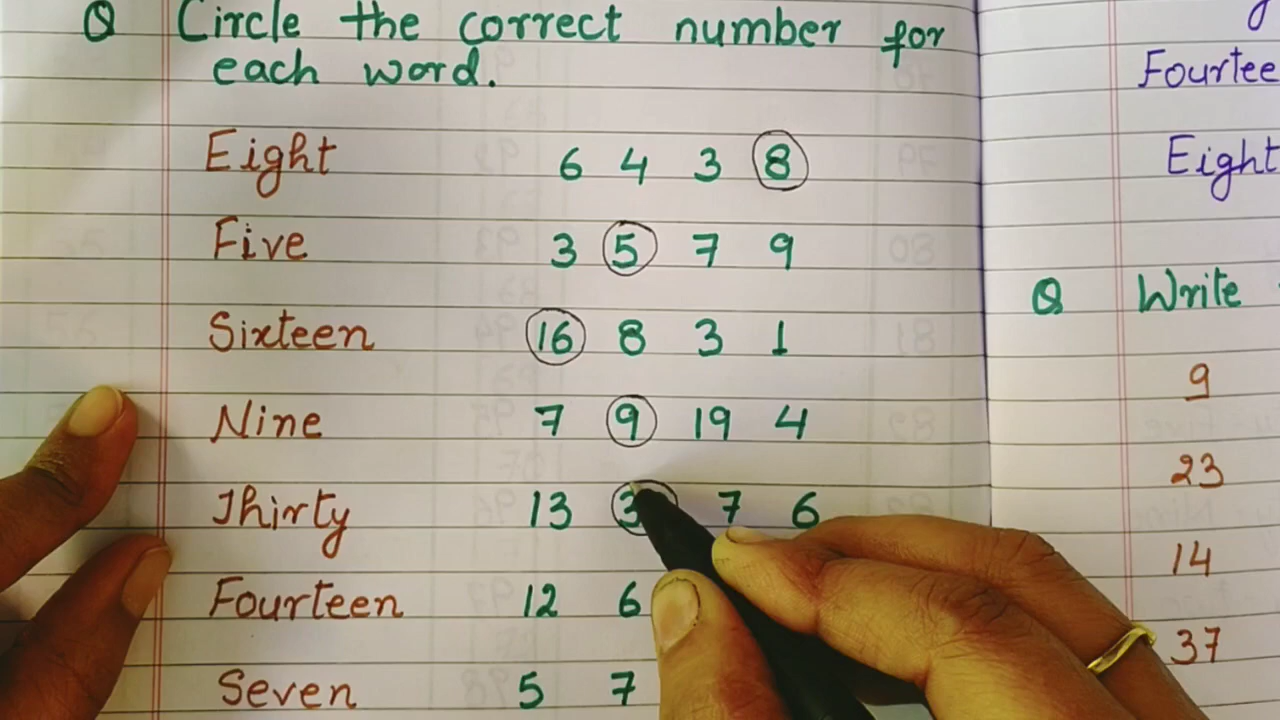 Q Circle the correct number for
each word.
Eight 6 4 3 8
Five 3 5 7 9
Sixteen 16 8 3 1
Nine 7 9 19 4
Thirty 13 3 7 6
Fourteen 12 6
Seven 5 7
Fourtee
Eight
Q Write
9
23
14
37